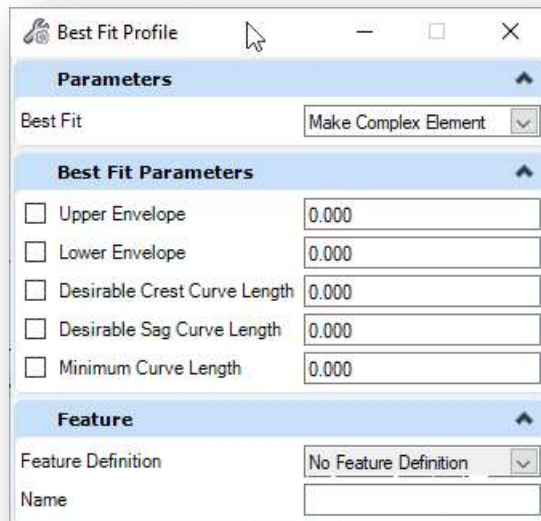 Best Fit Profile
Parameters
Best Fit Make Complex Element
Best Fit Parameters
Upper Envelope 0.000
Lower Envelope 0.000
Desirable Crest Curve Length 0.000
Desirable Sag Curve Length 0.000
Minimum Curve Length 0.000
Feature
Feature Definition No Feature Definition
Name